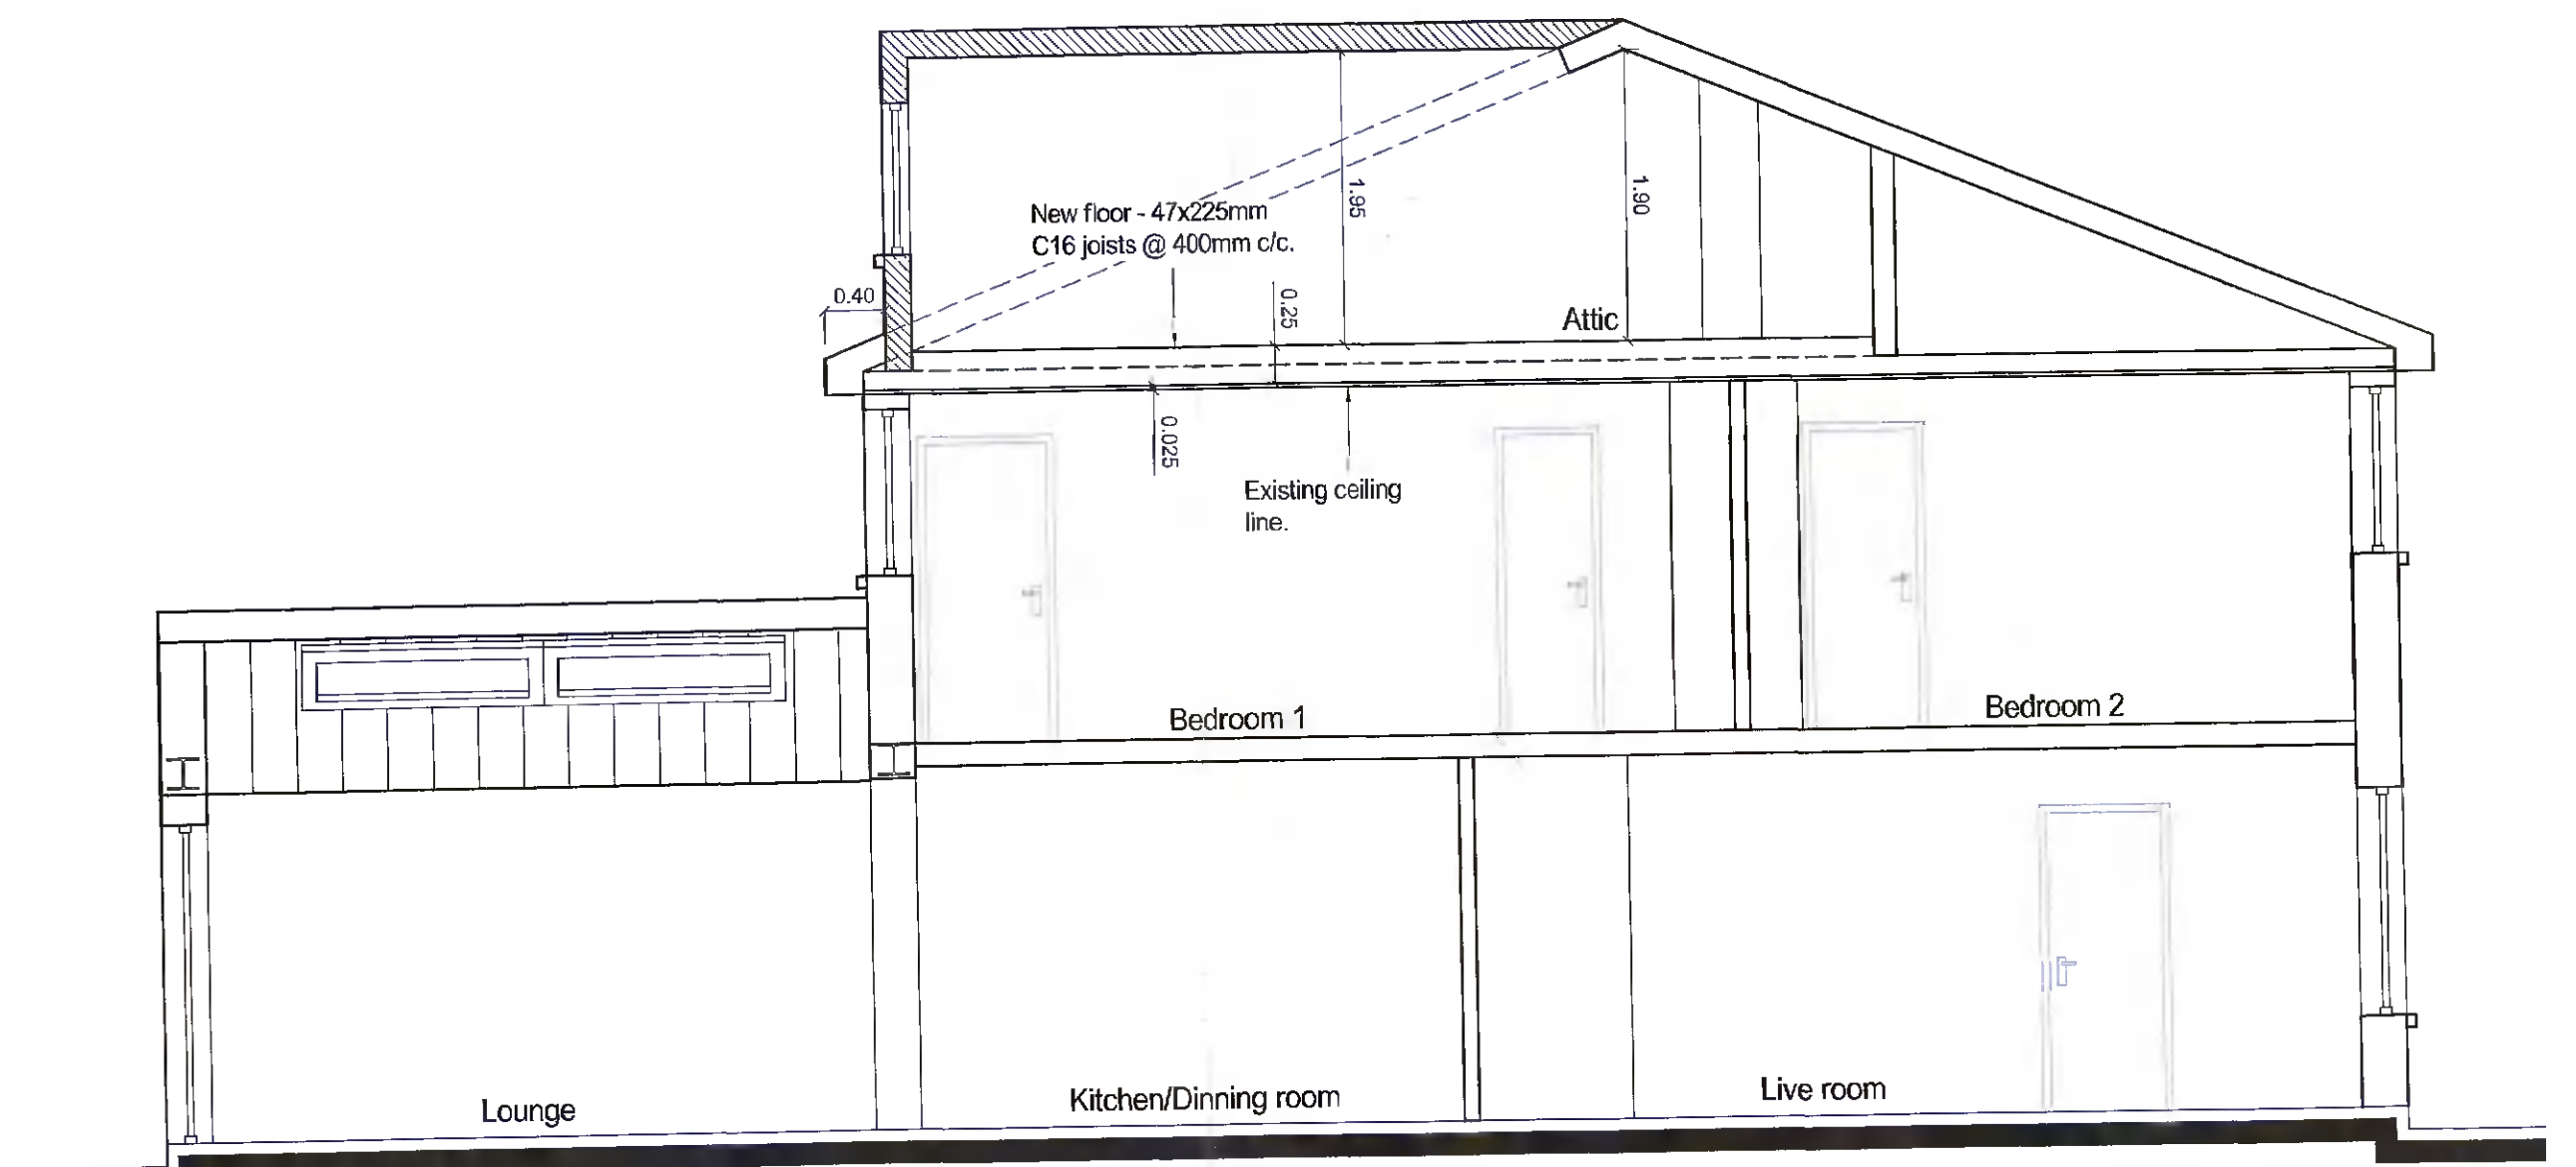 New floor - 47x225mm
C16 joists @ 400mm c/c.
1.95
1.90
0.40
0.25
Attic
0.025
Existing ceiling
line.
Bedroom 1
Bedroom 2
Lounge
Kitchen/Dinning room
Live room